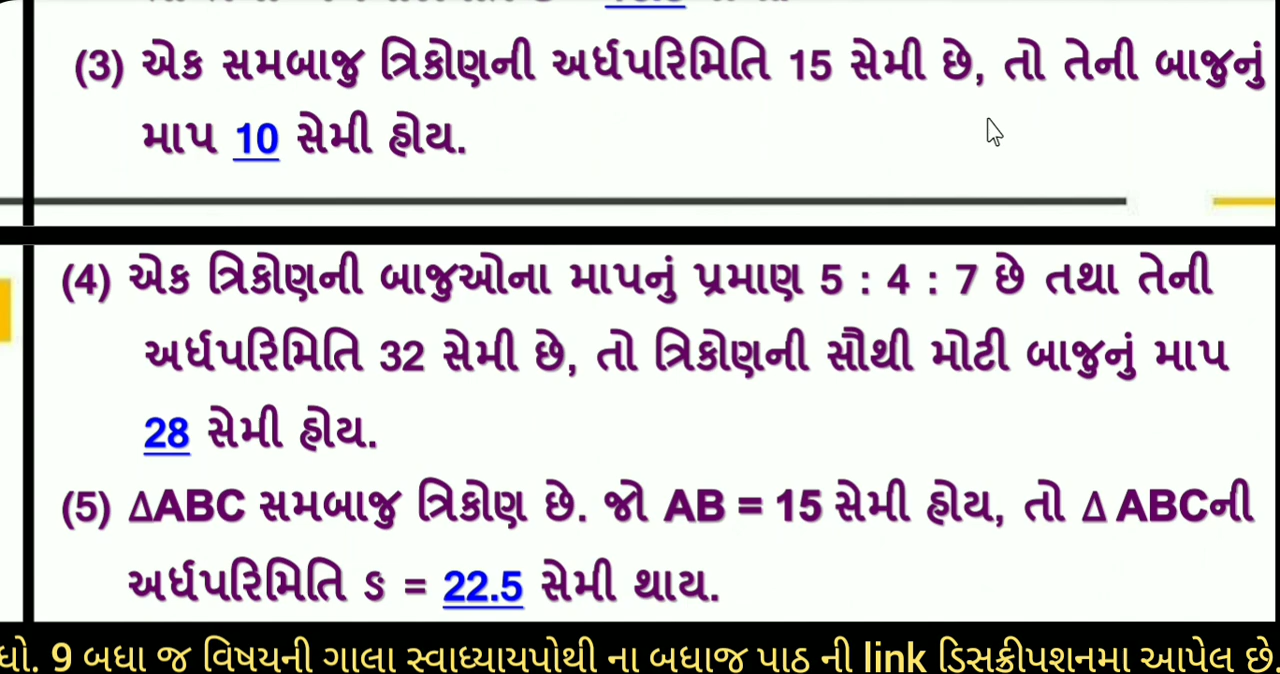 (3) એક સમબાજુ ત્રિકોણની અર્ધપરિમિતિ 15 સેમી છે, તો તેની બાજુનું
માપ 10 સેમી હોય.
(4) એક ત્રિકોણની બાજુઓના માપનું પ્રમાણ 5 : 4 : 7 છે તથા તેની
અર્ધપરિમિતિ 32 સેમી છે, તો ત્રિકોણની સૌથી મોટી બાજુનું માપ
28 સેમી હોય.
(5) ΔABC સમબાજુ ત્રિકોણ છે. જો AB = 15 સેમી હોય, તો Δ ABCની
અર્ધપરિમિતિ ક = 22.5 સેમી થાય.
ધો. 9 બધા જ વિષયની ગાલા સ્વાધ્યાયપોથી ના બધાજ પાઠ ની link ડિસક્રીપશનમા આપેલ છે.